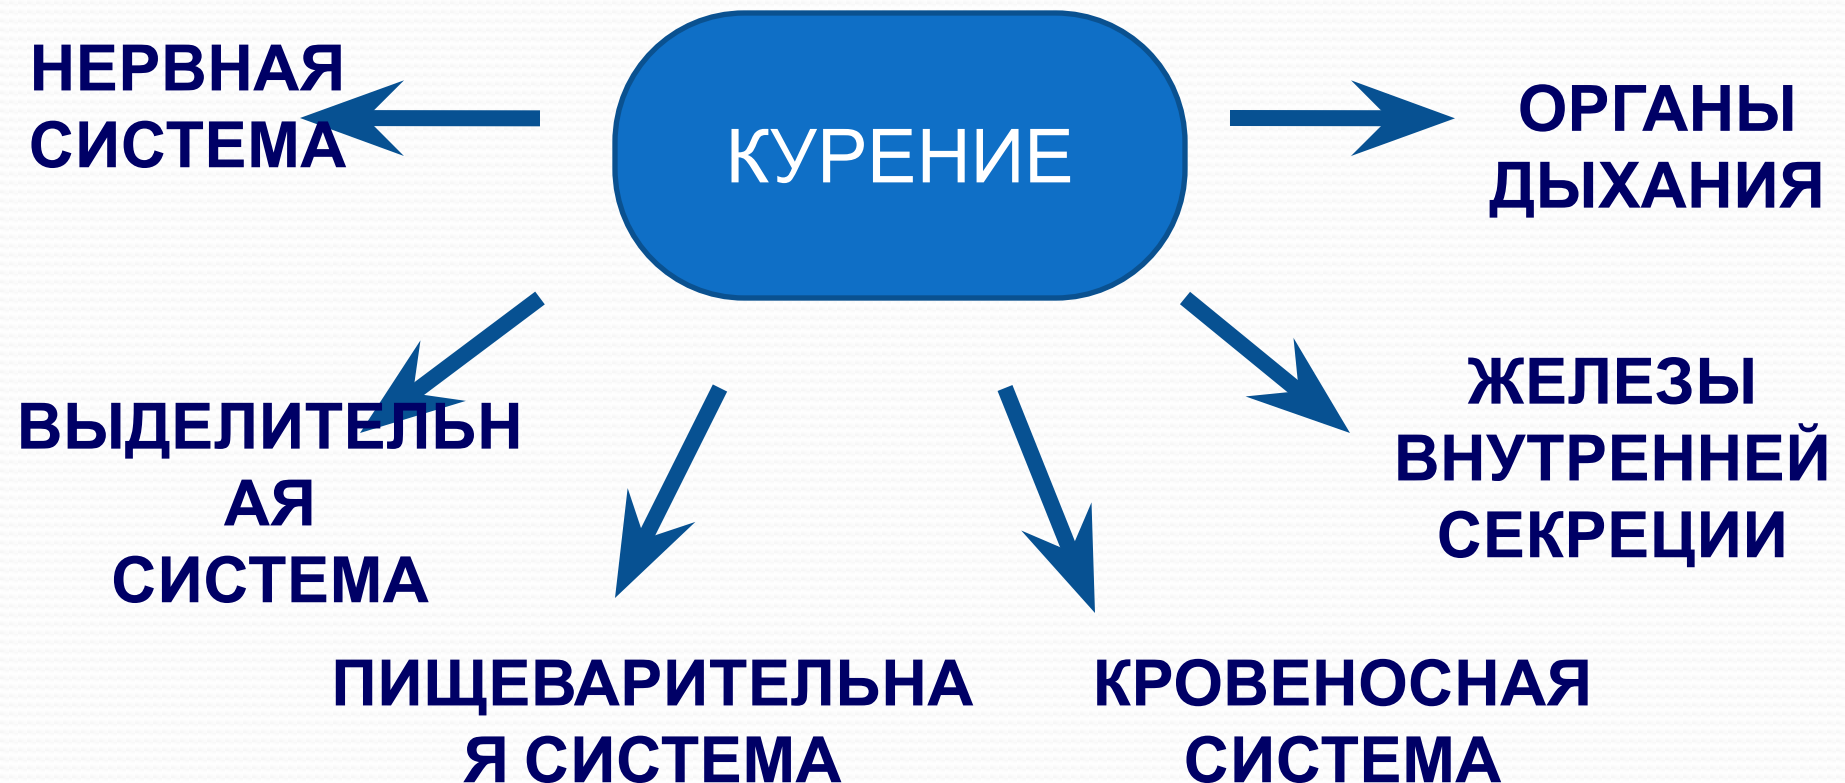 НЕРВНАЯ
СИСТЕМА
КУРЕНИЕ
ОРГАНЫ
ДЫХАНИЯ
ВЫДЕЛИТЕЛЬН
АЯ
СИСТЕМА
ЖЕЛЕЗЫ
ВНУТРЕННЕЙ
СЕКРЕЦИИ
ПИЩЕВАРИТЕЛЬНА
Я СИСТЕМА
КРОВЕНОСНАЯ
СИСТЕМА